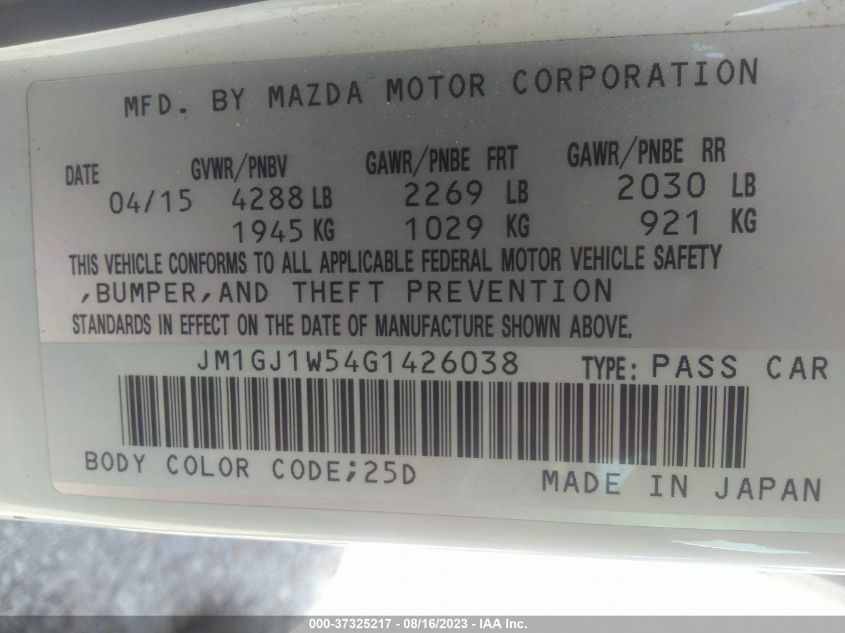 MFD. BY MAZDA MOTOR CORPORATION
DATE GVWR/PNBV GAWR/PNBE FRT GAWR/PNBE RR
04/15 4288 LB 2269 LB 2030 LB
1945 KG 1029 KG 921 KG
THIS VEHICLE CONFORMS TO ALL APPLICABLE FEDERAL MOTOR VEHICLE SAFETY
,BUMPER,AND THEFT PREVENTION
STANDARDS IN EFFECT ON THE DATE OF MANUFACTURE SHOWN ABOVE.
JM1GJ1W54G1426038 TYPE: PASS CAR
BODY COLOR CODE;25D MADE IN JAPAN
000-37325217 - 08/16/2023 - IAA Inc.